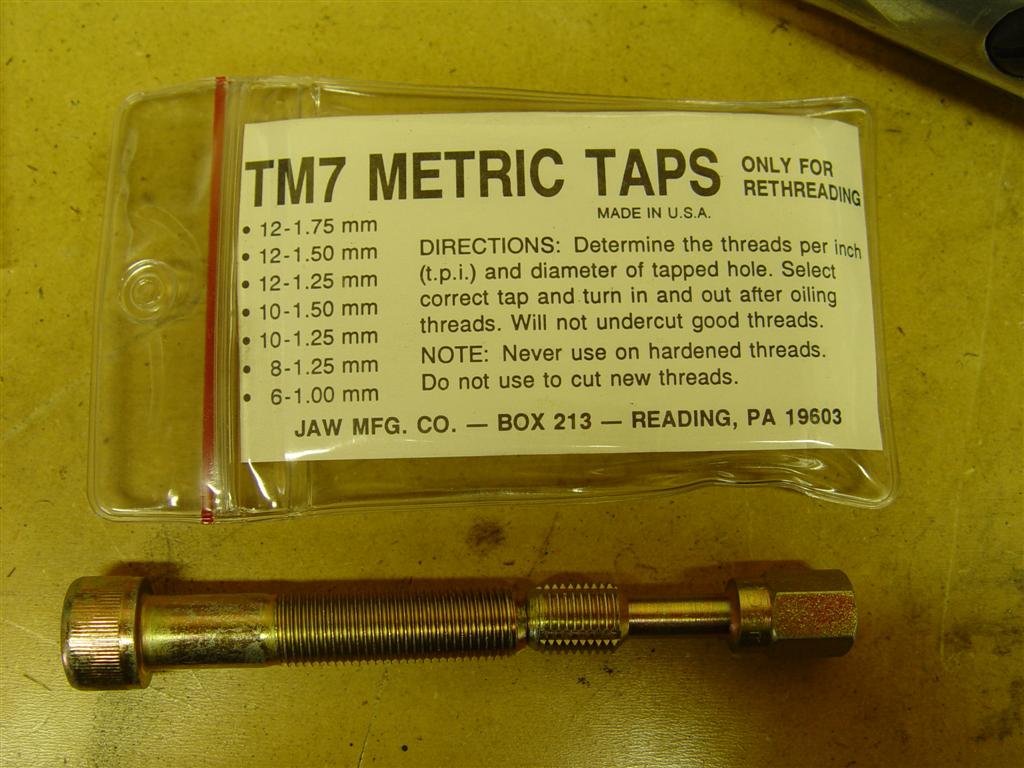 TM7 METRIC TAPS ONLY FOR
RETHREADING
MADE IN U.S.A.
• 12-1.75 mm
• 12-1.50 mm
• 12-1.25 mm
• 10-1.50 mm
• 10-1.25 mm
• 8-1.25 mm
• 6-1.00 mm
DIRECTIONS: Determine the threads per inch
(t.p.i.) and diameter of tapped hole. Select
correct tap and turn in and out after oiling
threads. Will not undercut good threads.
NOTE: Never use on hardened threads.
Do not use to cut new threads.
JAW MFG. CO. — BOX 213 — READING, PA 19603